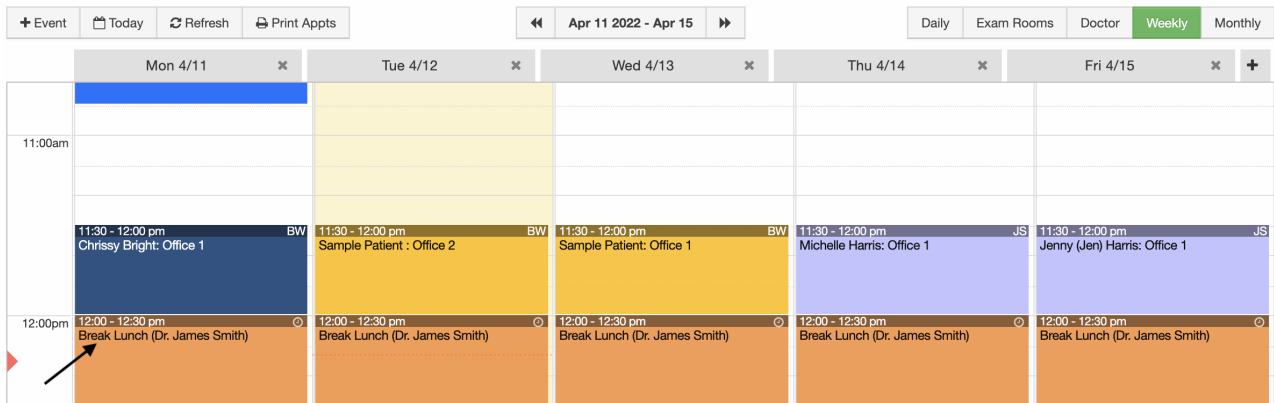 + Event Today Refresh Print Appts Apr 11 2022 - Apr 15 Daily Exam Rooms Doctor Weekly Monthly
Mon 4/11 Tue 4/12 Wed 4/13 Thu 4/14 Fri 4/15 +
11:00am
11:30 - 12:00 pm BW 11:30 - 12:00 pm BW 11:30 - 12:00 pm BW 11:30 - 12:00 pm JS 11:30 - 12:00 pm JS
Chrissy Bright: Office 1 Sample Patient : Office 2 Sample Patient: Office 1 Michelle Harris: Office 1 Jenny (Jen) Harris: Office 1
12:00pm 12:00 - 12:30 pm 12:00 - 12:30 pm 12:00 - 12:30 pm 12:00 - 12:30 pm 12:00 - 12:30 pm
Break Lunch (Dr. James Smith) Break Lunch (Dr. James Smith) Break Lunch (Dr. James Smith) Break Lunch (Dr. James Smith) Break Lunch (Dr. James Smith)